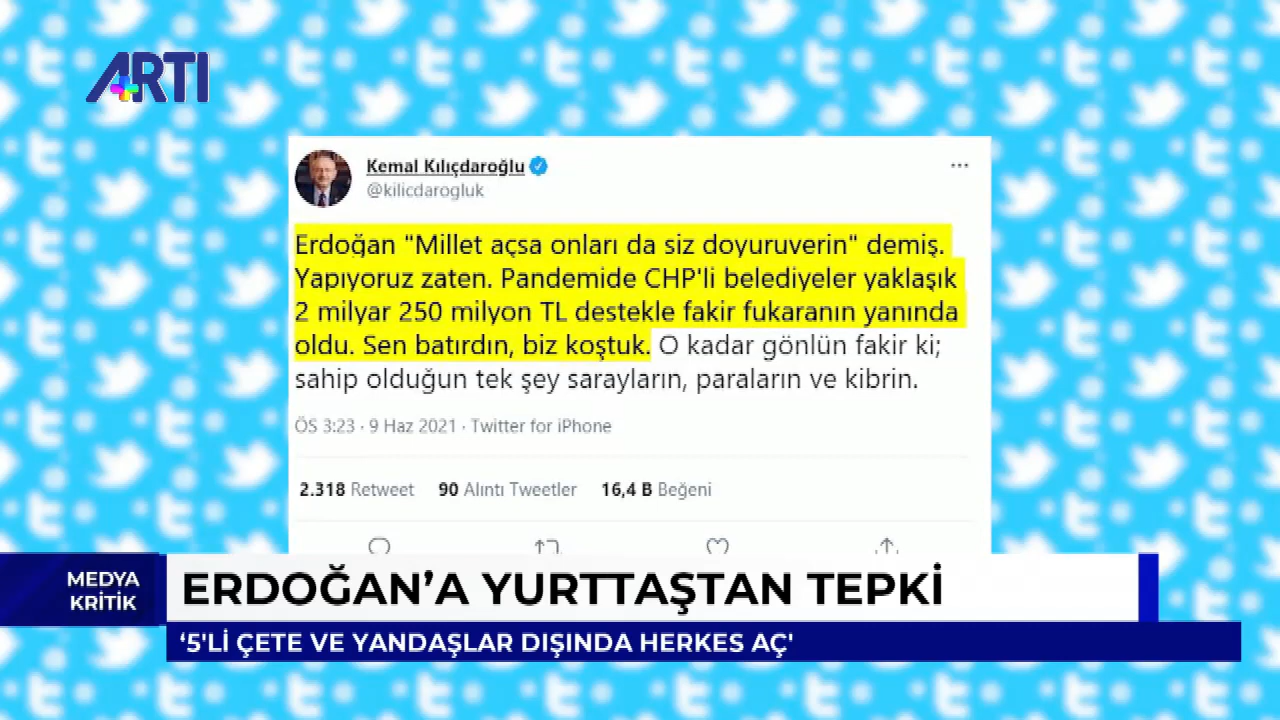 ARTI
Kemal Kılıçdaroğlu
@kilicdarogluk
Erdoğan "Millet açsa onları da siz doyuruverin" demiş.
Yapıyoruz zaten. Pandemide CHP'li belediyeler yaklaşık
2 milyar 250 milyon TL destekle fakir fukaranın yanında
oldu. Sen batırdın, biz koştuk. O kadar gönlün fakir ki;
sahip olduğun tek şey sarayların, paraların ve kibrin.
ÖS 3:23 · 9 Haz 2021 · Twitter for iPhone
2.318 Retweet 90 Alıntı Tweetler 16,4 B Beğeni
MEDYA
KRİTİK
ERDOĞAN’A YURTTAŞTAN TEPKİ
‘5'Lİ ÇETE VE YANDAŞLAR DIŞINDA HERKES AÇ'